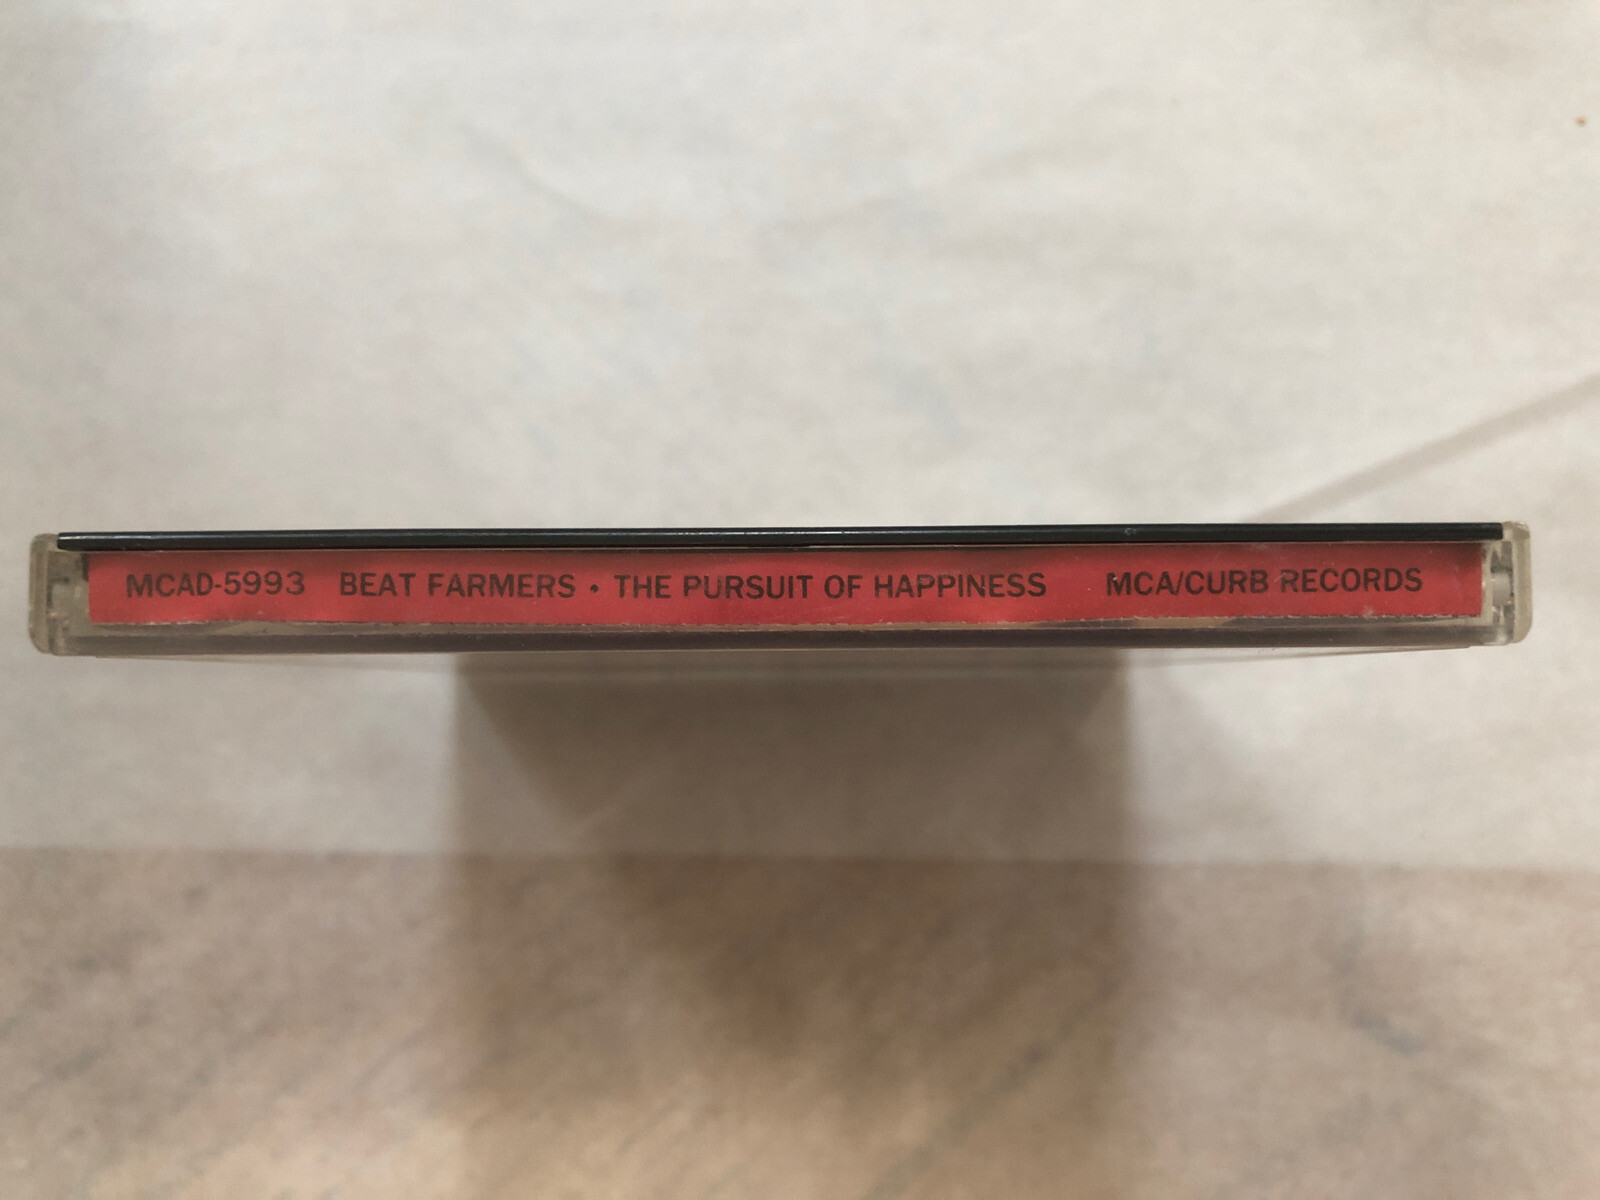 MCAD-5993 BEAT FARMERS • THE PURSUIT OF HAPPINESS MCA/CURB RECORDS